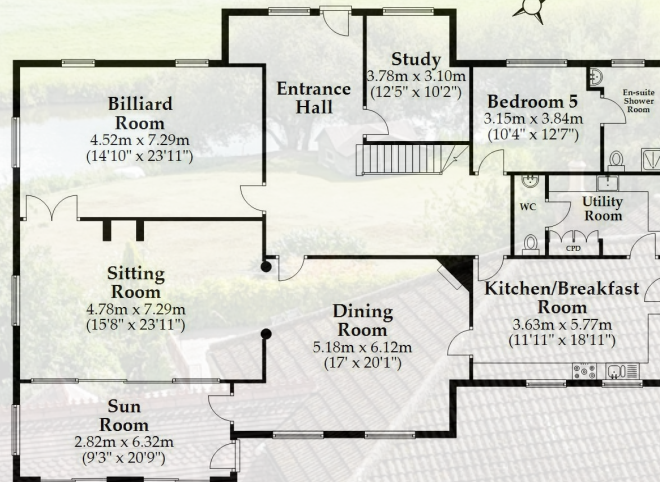 Billiard
Room
4.52m x 7.29m
(14'10" x 23'11")
Entrance
Hall
Study
3.78m x 3.10m
(12'5" x 10'2")
Bedroom 5
3.15m x 3.84m
(10'4" x 12'7")
En-suite
Shower
Room
WC
Utility
Room
CPD
Sitting
Room
4.78m x 7.29m
(15'8" x 23'11")
Dining
Room
5.18m x 6.12m
(17' x 20'1")
Kitchen/Breakfast
Room
3.63m x 5.77m
(11'11" x 18'11")
Sun
Room
2.82m x 6.32m
(9'3" x 20'9")